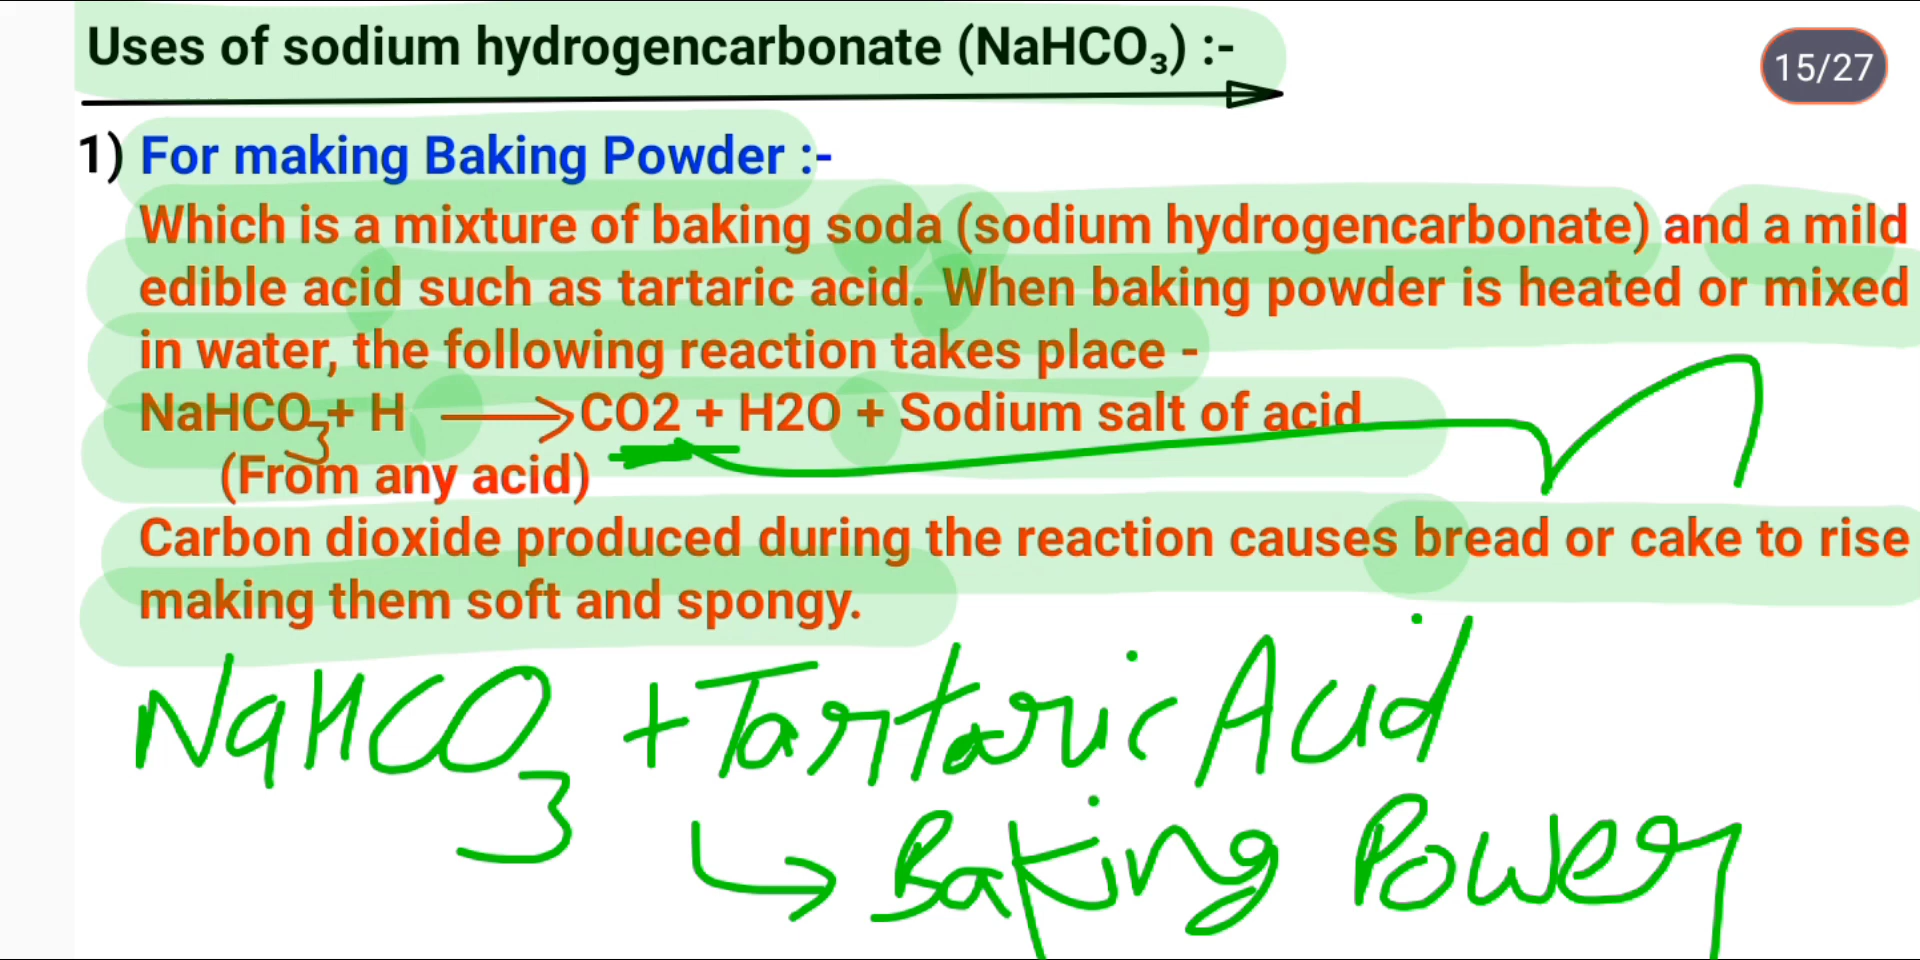 Uses of sodium hydrogencarbonate (NaHCO₃) :-
15/27
1) For making Baking Powder :-
Which is a mixture of baking soda (sodium hydrogencarbonate) and a mild
edible acid such as tartaric acid. When baking powder is heated or mixed
in water, the following reaction takes place -
NaHCO3 + H ⟶ CO2 + H2O + Sodium salt of acid
(From any acid)
Carbon dioxide produced during the reaction causes bread or cake to rise
making them soft and spongy.
NaHCO3 + Tartaric Acid
↳ Baking Power